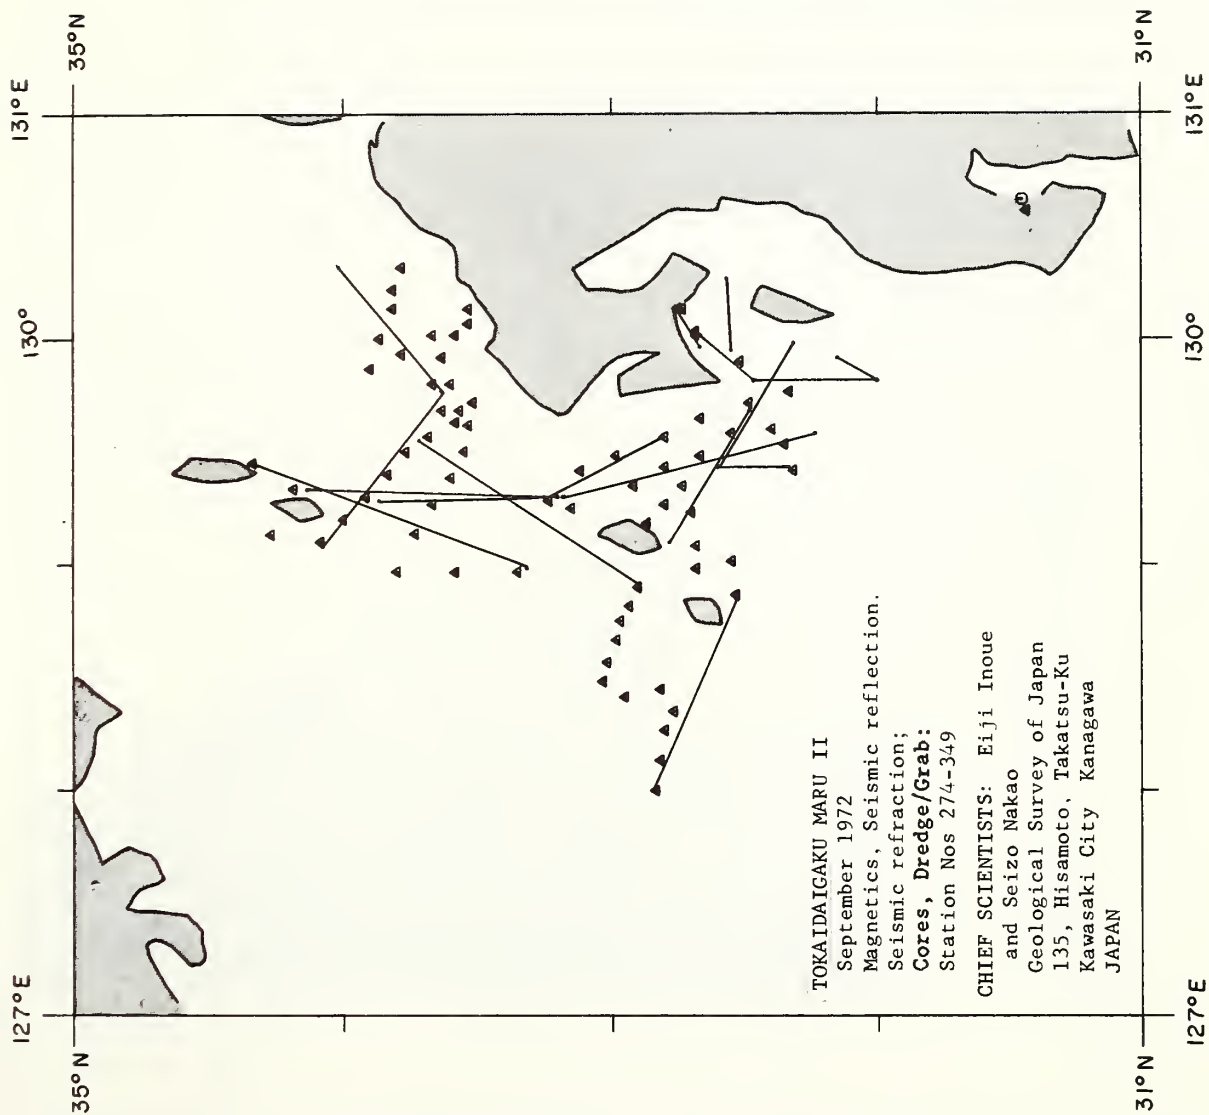 127°E
130°
131°E
35°N
35°N
TOKAIDAIGAKU MARU II
September 1972
Magnetics, Seismic reflection.
Seismic refraction;
Cores, Dredge/Grab:
Station Nos 274-349
CHIEF SCIENTISTS: Eiji Inoue
and Seizo Nakao
Geological Survey of Japan
135, Hisamoto, Takatsu-Ku
Kawasaki City Kanagawa
JAPAN
31°N
31°N
127°E
130°
131°E